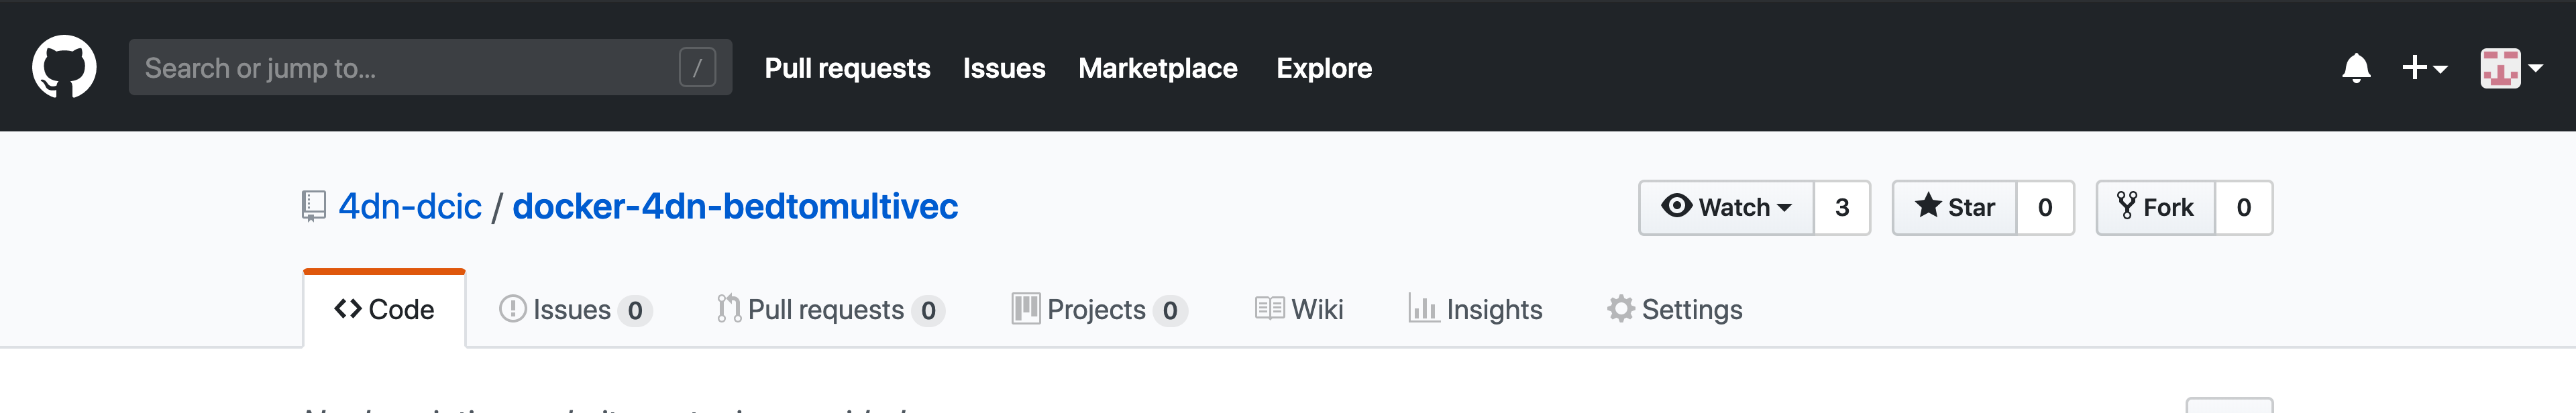 Search or jump to... /
Pull requests Issues Marketplace Explore
4dn-dcic / docker-4dn-bedtomultivec
Watch 3 Star 0 Fork 0
Code Issues 0 Pull requests 0 Projects 0 Wiki Insights Settings